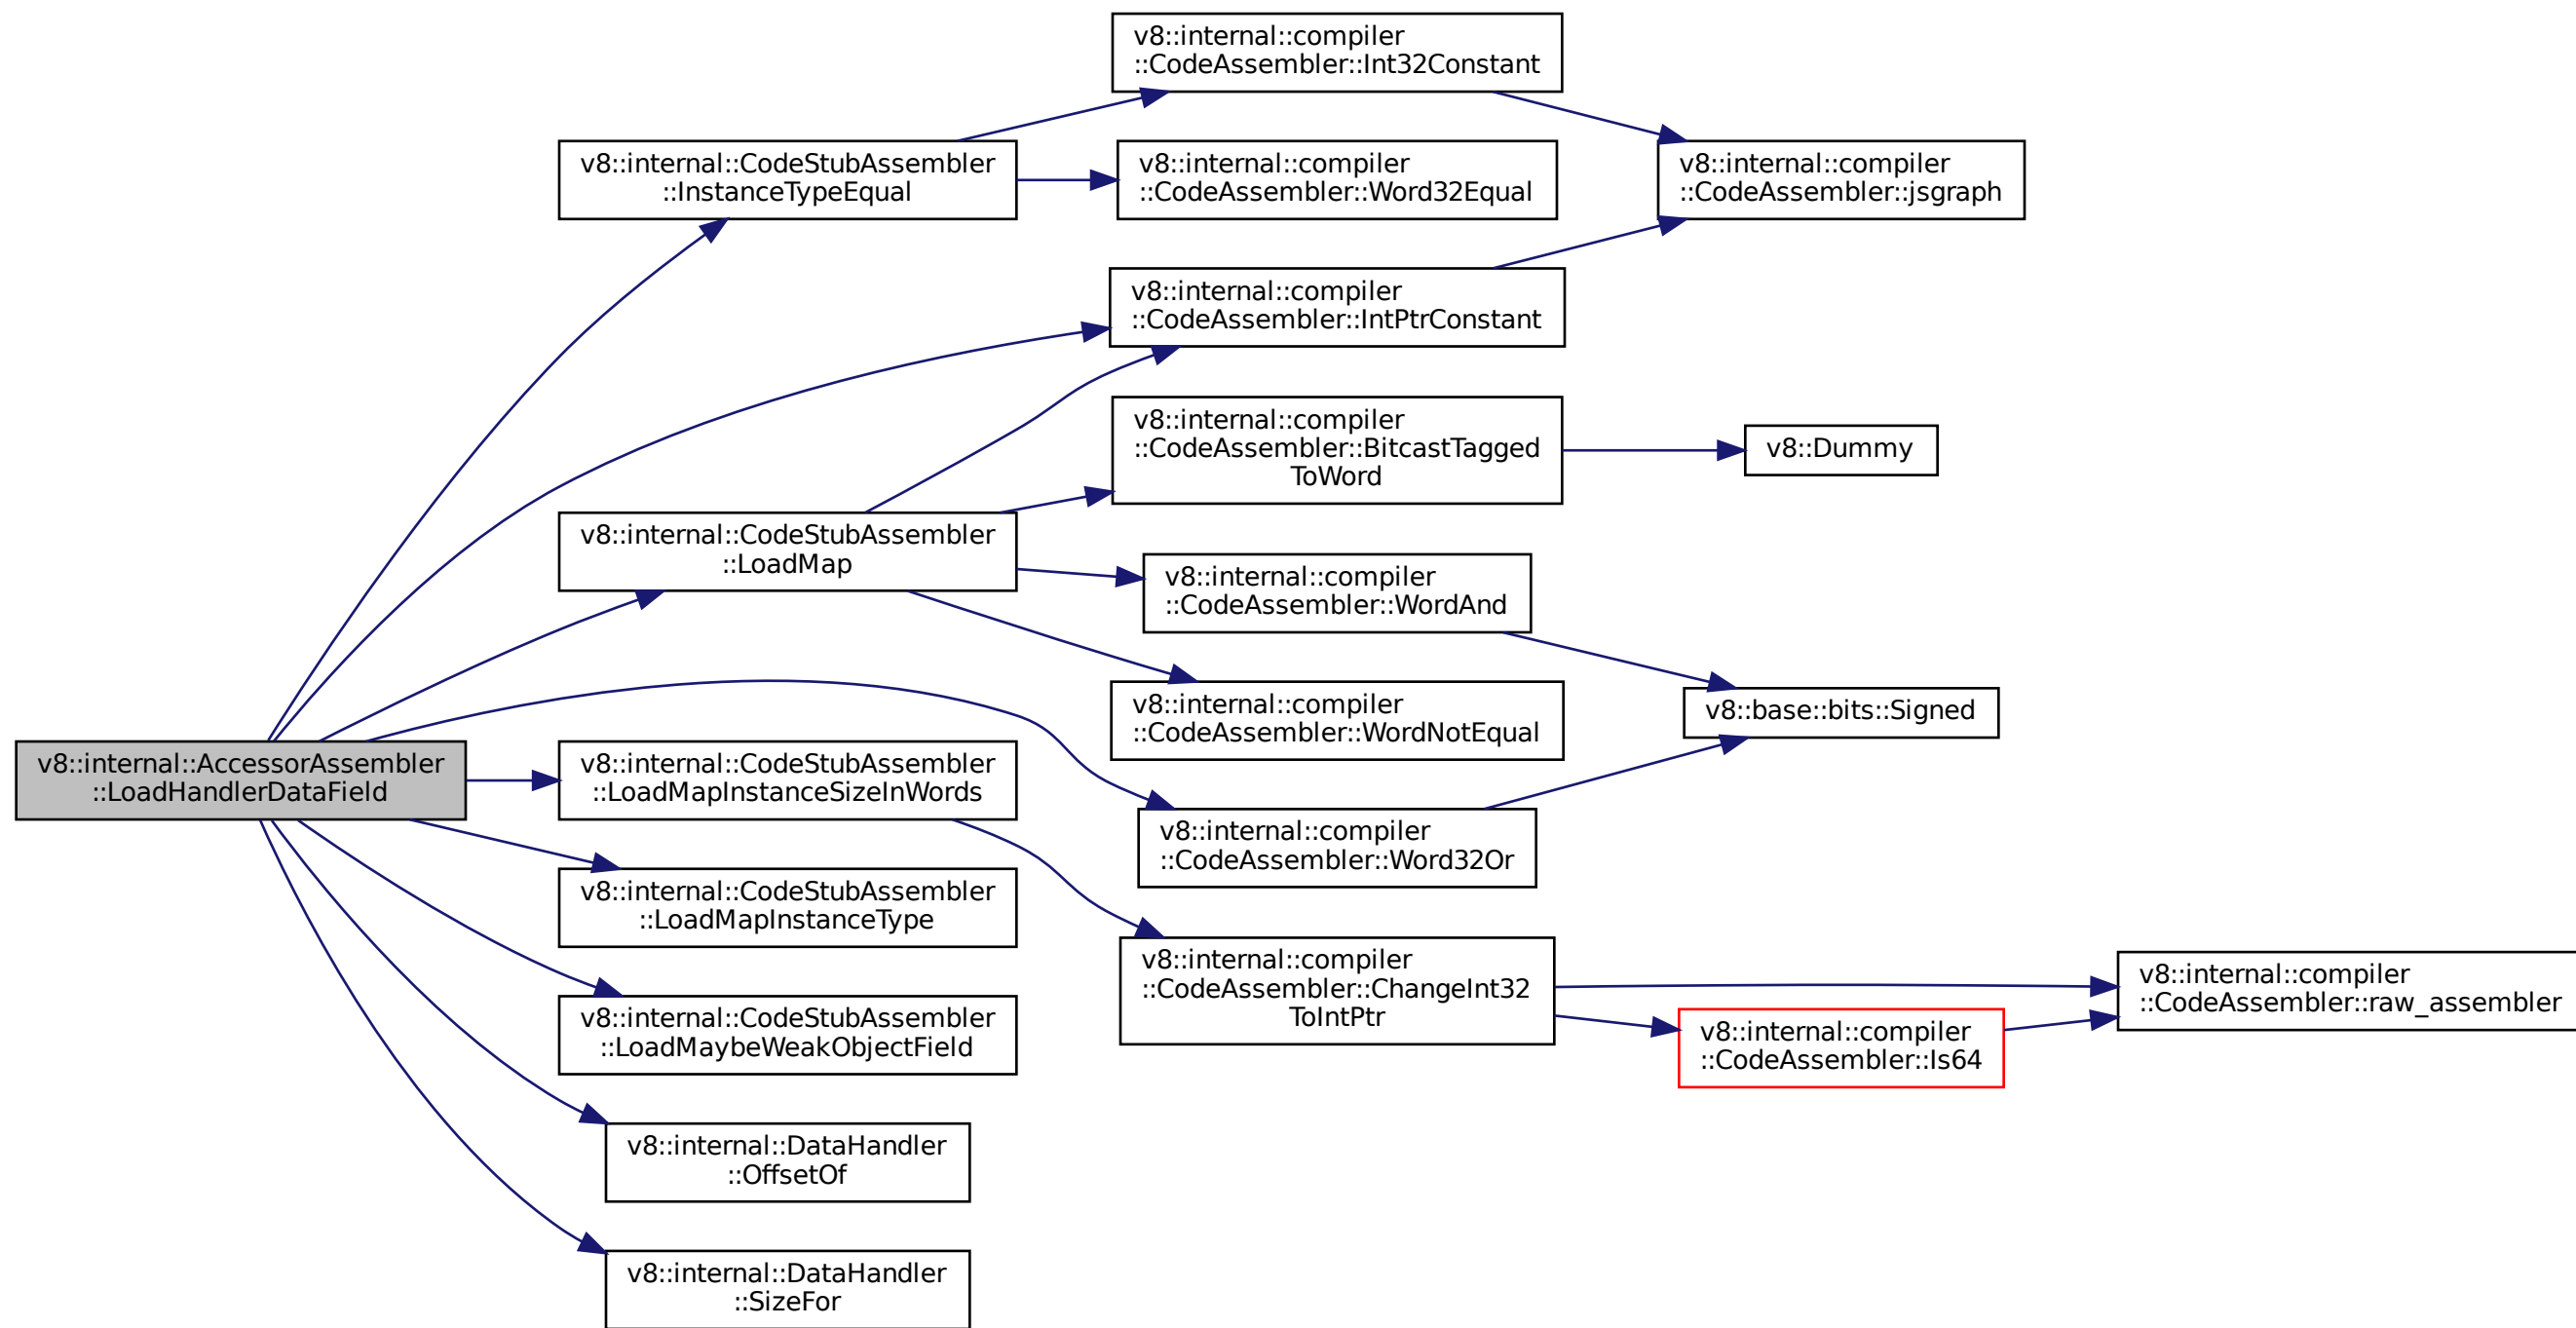 v8::internal::compiler
::CodeAssembler::Int32Constant
v8::internal::CodeStubAssembler
::InstanceTypeEqual
v8::internal::compiler
::CodeAssembler::Word32Equal
v8::internal::compiler
::CodeAssembler::jsgraph
v8::internal::compiler
::CodeAssembler::IntPtrConstant
v8::internal::compiler
::CodeAssembler::BitcastTagged
ToWord
v8::Dummy
v8::internal::CodeStubAssembler
::LoadMap
v8::internal::compiler
::CodeAssembler::WordAnd
v8::internal::compiler
::CodeAssembler::WordNotEqual
v8::base::bits::Signed
v8::internal::AccessorAssembler
::LoadHandlerDataField
v8::internal::CodeStubAssembler
::LoadMapInstanceSizeInWords
v8::internal::compiler
::CodeAssembler::Word32Or
v8::internal::CodeStubAssembler
::LoadMapInstanceType
v8::internal::compiler
::CodeAssembler::ChangeInt32
ToIntPtr
v8::internal::compiler
::CodeAssembler::raw_assembler
v8::internal::CodeStubAssembler
::LoadMaybeWeakObjectField
v8::internal::compiler
::CodeAssembler::Is64
v8::internal::DataHandler
::OffsetOf
v8::internal::DataHandler
::SizeFor